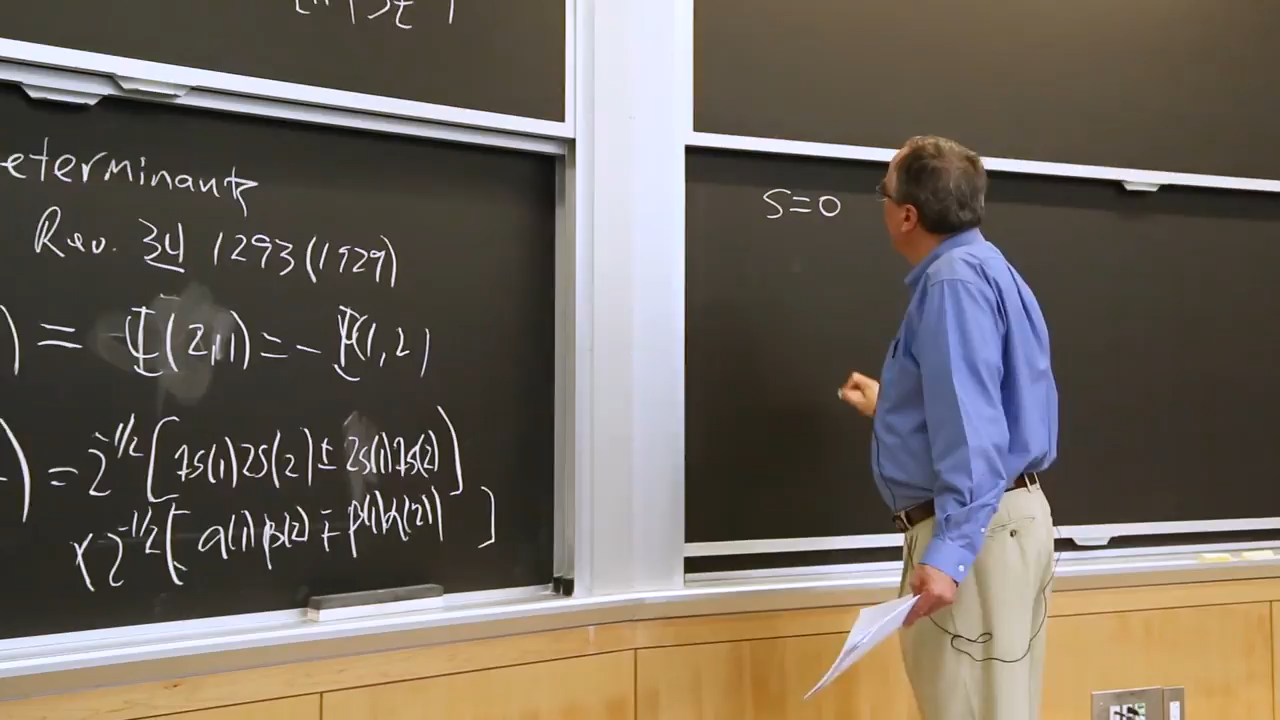 eterminants
Rev. 34 1293 (1929)
) = - Ψ(2,1) = - Ψ(1,2)
) = 2^{-1/2} [1s(1)2s(2) ± 2s(1)1s(2)]
x 2^{-1/2} [α(1)β(2) ∓ β(1)α(2)]
S=0